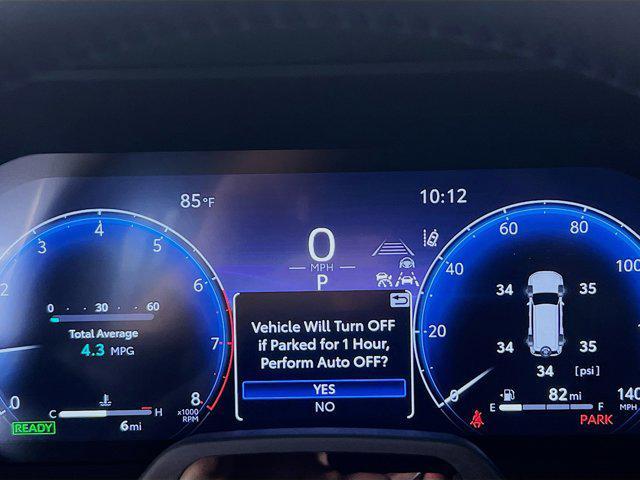 85°F
10:12
0
MPH
P
2 3 4 5 6 7 8
0
x1000
RPM
0 30 60
Total Average
4.3 MPG
C H
6mi
READY
Vehicle Will Turn OFF
if Parked for 1 Hour,
Perform Auto OFF?
YES
NO
0 20 40 60 80 100
140
MPH
34 35
34 35
34 [psi]
82mi
E F
PARK